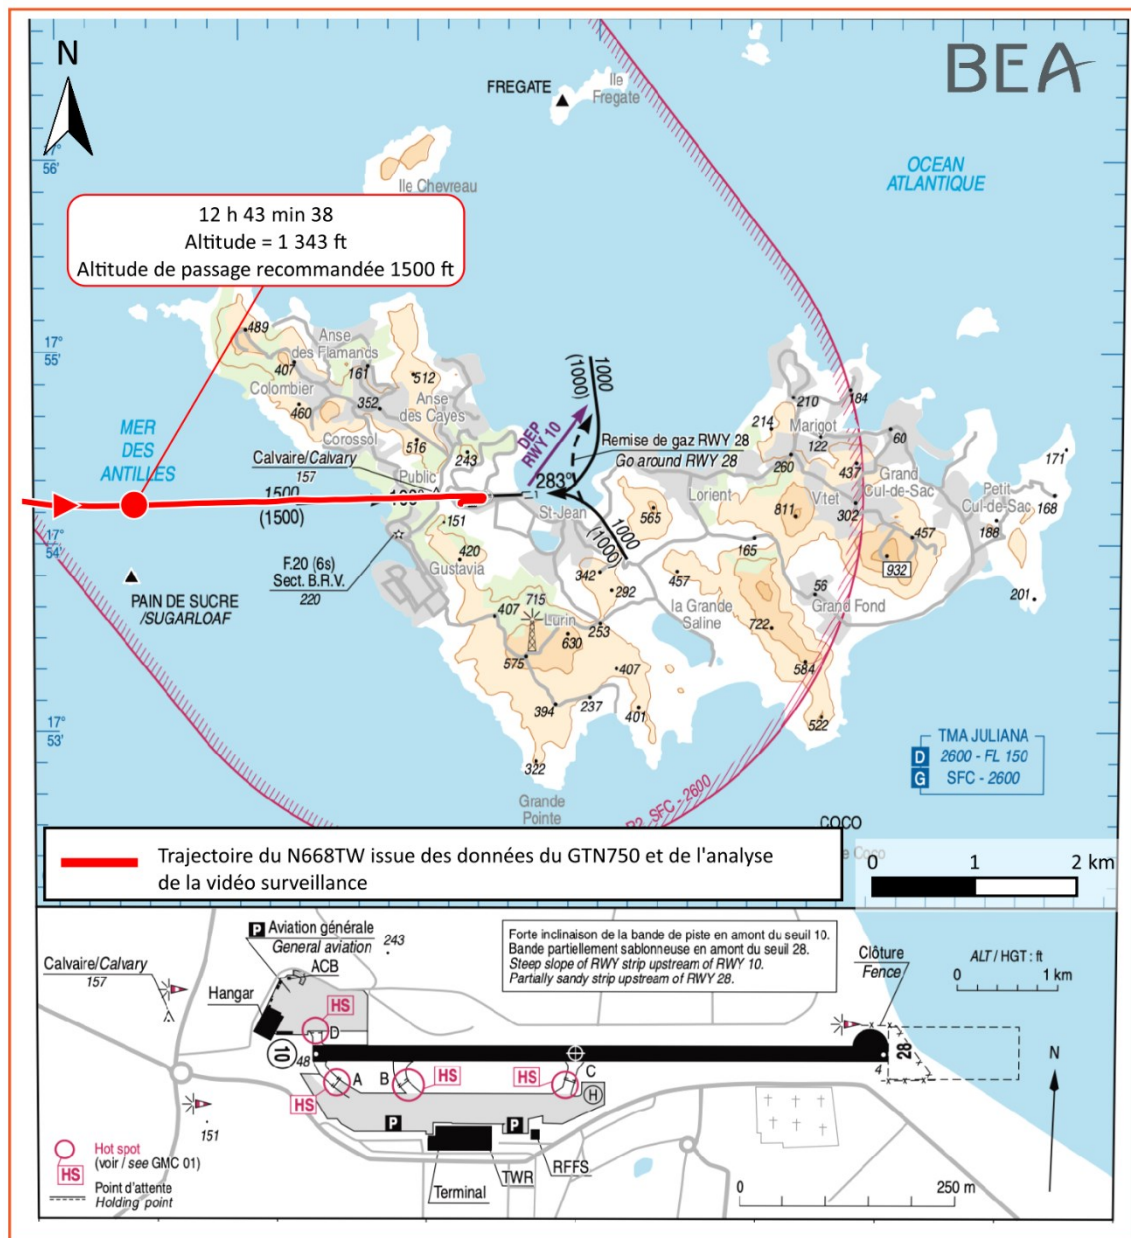 N
BEA
FREGATE
Ile
Fregate
17°
56'
OCEAN
ATLANTIQUE
Ile Chevreau
12 h 43 min 38
Altitude = 1 343 ft
Altitude de passage recommandée 1500 ft
489
17°
55'
Anse
des Flamands
407
161
512
Colombier
352
Anse
des Cayes
460
Corossol
516
243
MER
DES
ANTILLES
Calvaire/Calvary
157
Public
1000
(1000)
DEP
RWY 10
Remise de gaz RWY 28
Go around RWY 28
283°
210
184
214
Marigot
122
60
260
437
Grand
Cul-de-Sac
171
1500
(1500)
St-Jean
Lorient
565
Vitet
811
302
Petit
Cul-de-Sac
168
151
1000
(1000)
457
188
17°
54'
420
Gustavia
165
932
F.20 (6s)
Sect. B.R.V.
220
342
457
292
56
201
PAIN DE SUCRE
/SUGARLOAF
407
715
Lurin
la Grande
Saline
Grand Fond
253
722
630
575
407
584
394
237
401
522
17°
53'
322
TMA JULIANA
D 2600 - FL 150
G SFC - 2600
Grande
Pointe
SFC - 2600
COCO
Coco
Trajectoire du N668TW issue des données du GTN750 et de l'analyse
de la vidéo surveillance
0 1 2 km
P Aviation générale
General aviation
243
Forte inclinaison de la bande de piste en amont du seuil 10.
Bande partiellement sablonneuse en amont du seuil 28.
Steep slope of RWY strip upstream of RWY 10.
Partially sandy strip upstream of RWY 28.
Clôture
Fence
ALT / HGT : ft
0 1 km
Calvaire/Calvary
157
ACB
Hangar
HS
D
10
48
28
4
N
A
B
HS
HS
C
H
HS
P
P
151
Hot spot
(voir / see GMC 01)
HS
Point d'attente
Holding point
Terminal
TWR
RFFS
0 250 m